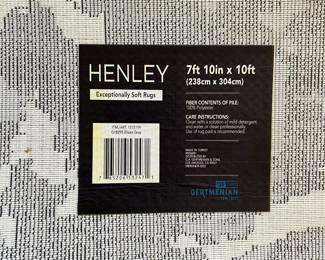 HENLEY
Exceptionally Soft Rugs
7ft 10in x 10ft
(238cm x 304cm)
FIBER CONTENTS OF PILE:
100% Polyester
CARE INSTRUCTIONS:
Clean with a solution of mild detergent
and water or clean professionally
Use of rug pad is recommended.
MADE IN TURKEY
DISTRIBUTED BY
GERTMENIAN